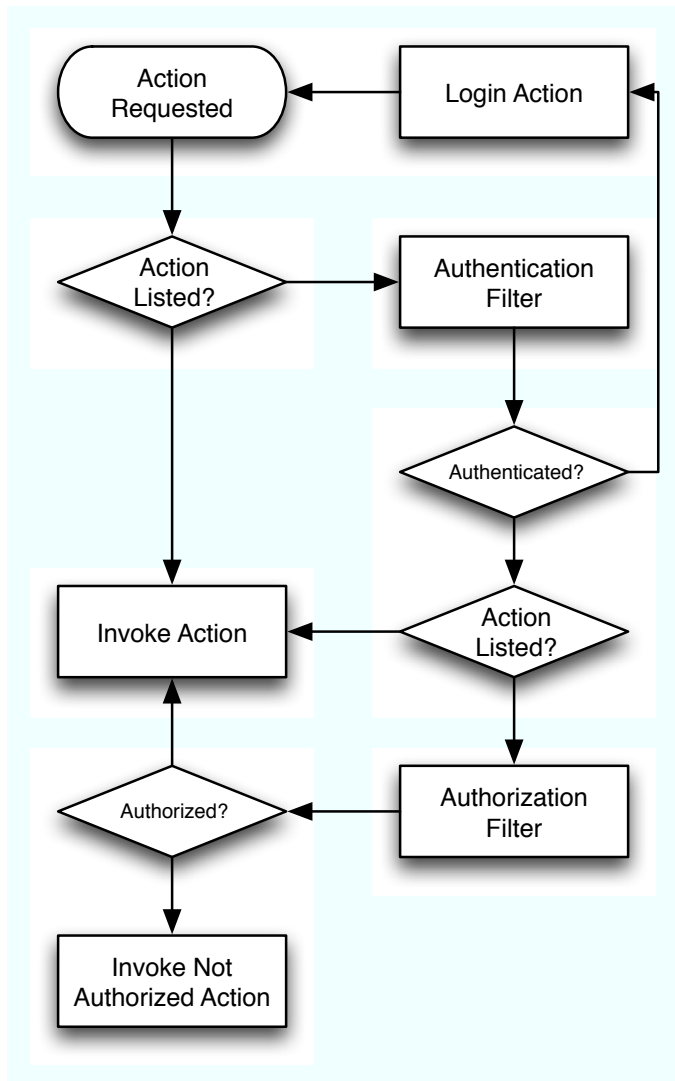 Action
Requested
Login Action
Action
Listed?
Authentication
Filter
Authenticated?
Invoke Action
Action
Listed?
Authorized?
Authorization
Filter
Invoke Not
Authorized Action